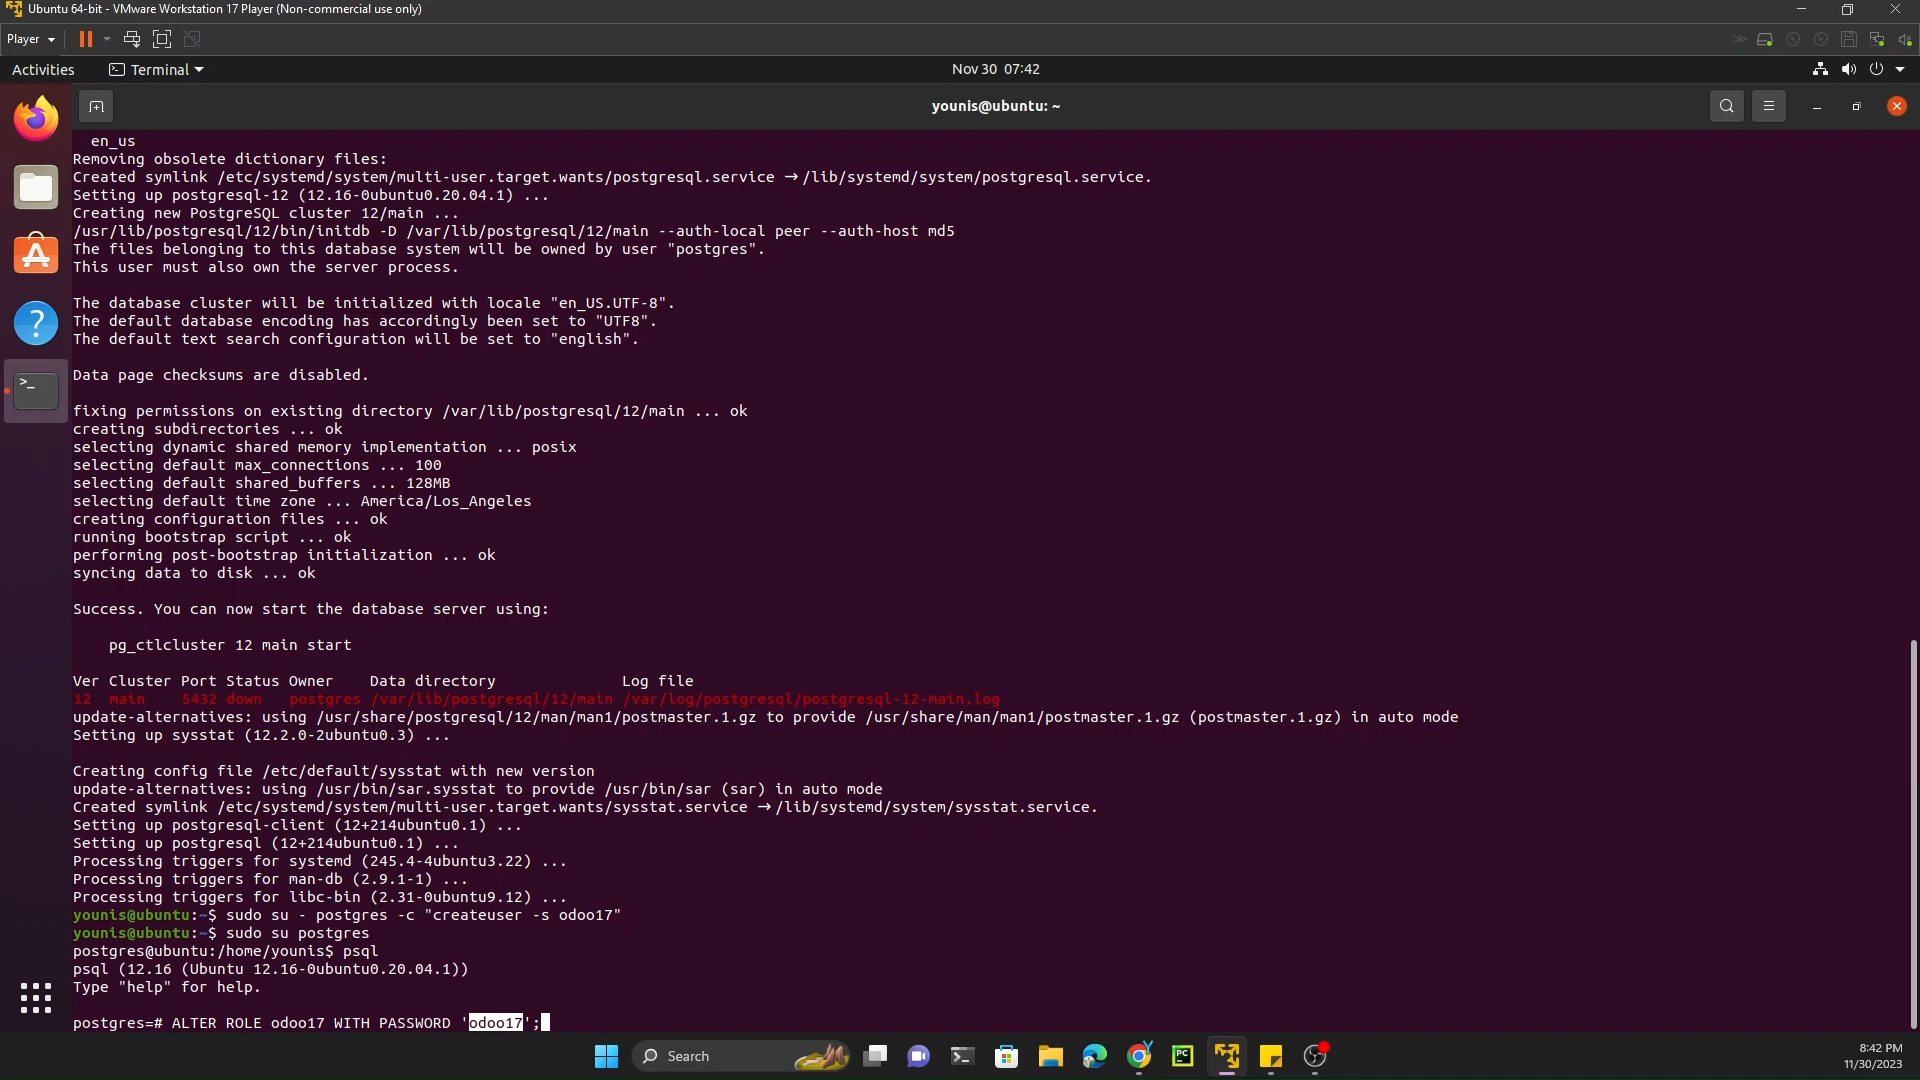 Ubuntu 64-bit - VMware Workstation 17 Player (Non-commercial use only)
Player
Activities
Terminal
Nov 30 07:42
younis@ubuntu: ~
en_us
Removing obsolete dictionary files:
Created symlink /etc/systemd/system/multi-user.target.wants/postgresql.service → /lib/systemd/system/postgresql.service.
Setting up postgresql-12 (12.16-0ubuntu0.20.04.1) ...
Creating new PostgreSQL cluster 12/main ...
/usr/lib/postgresql/12/bin/initdb -D /var/lib/postgresql/12/main --auth-local peer --auth-host md5
The files belonging to this database system will be owned by user "postgres".
This user must also own the server process.
The database cluster will be initialized with locale "en_US.UTF-8".
The default database encoding has accordingly been set to "UTF8".
The default text search configuration will be set to "english".
Data page checksums are disabled.
fixing permissions on existing directory /var/lib/postgresql/12/main ... ok
creating subdirectories ... ok
selecting dynamic shared memory implementation ... posix
selecting default max_connections ... 100
selecting default shared_buffers ... 128MB
selecting default time zone ... America/Los_Angeles
creating configuration files ... ok
running bootstrap script ... ok
performing post-bootstrap initialization ... ok
syncing data to disk ... ok
Success. You can now start the database server using:
pg_ctlcluster 12 main start
Ver Cluster Port Status Owner    Data directory              Log file
12  main    5432 down   postgres /var/lib/postgresql/12/main /var/log/postgresql/postgresql-12-main.log
update-alternatives: using /usr/share/postgresql/12/man/man1/postmaster.1.gz to provide /usr/share/man/man1/postmaster.1.gz (postmaster.1.gz) in auto mode
Setting up sysstat (12.2.0-2ubuntu0.3) ...
Creating config file /etc/default/sysstat with new version
update-alternatives: using /usr/bin/sar.sysstat to provide /usr/bin/sar (sar) in auto mode
Created symlink /etc/systemd/system/multi-user.target.wants/sysstat.service → /lib/systemd/system/sysstat.service.
Setting up postgresql-client (12+214ubuntu0.1) ...
Setting up postgresql (12+214ubuntu0.1) ...
Processing triggers for systemd (245.4-4ubuntu3.22) ...
Processing triggers for man-db (2.9.1-1) ...
Processing triggers for libc-bin (2.31-0ubuntu9.12) ...
younis@ubuntu:~$ sudo su - postgres -c "createuser -s odoo17"
younis@ubuntu:~$ sudo su postgres
postgres@ubuntu:/home/younis$ psql
psql (12.16 (Ubuntu 12.16-0ubuntu0.20.04.1))
Type "help" for help.
postgres=# ALTER ROLE odoo17 WITH PASSWORD 'odoo17';
Search
PC
8:42 PM
11/30/2023